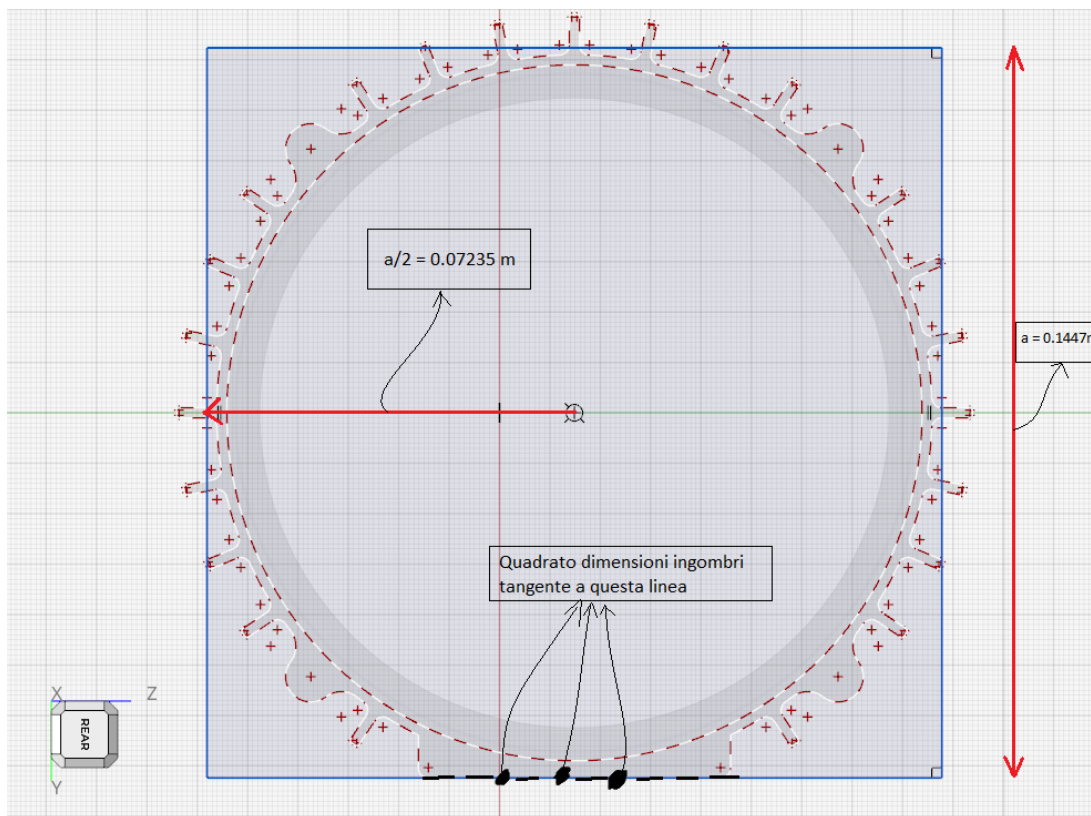 a/2 = 0.07235 m
a = 0.1447m
Quadrato dimensioni ingombri
tangente a questa linea
X
Z
REAR
Y